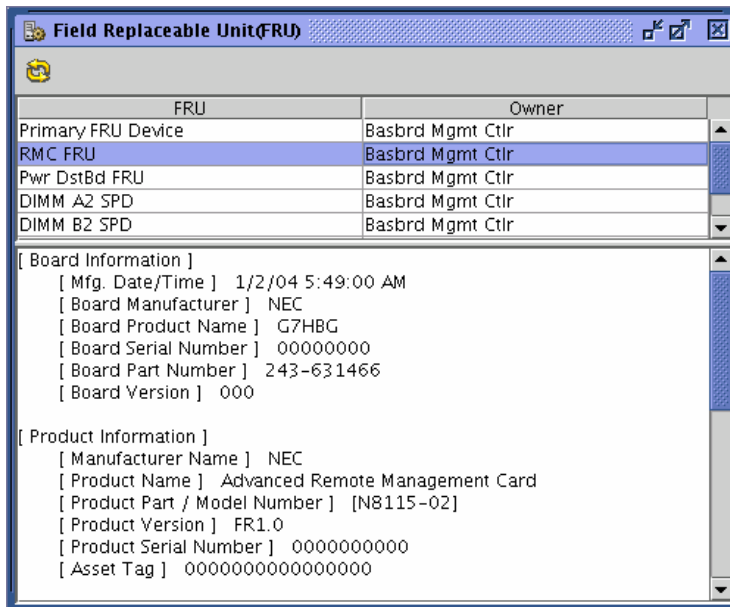 Field Replaceable Unit(FRU)
FRU Owner
Primary FRU Device Basbrd Mgmt Ctlr
RMC FRU Basbrd Mgmt Ctlr
Pwr DstBd FRU Basbrd Mgmt Ctlr
DIMM A2 SPD Basbrd Mgmt Ctlr
DIMM B2 SPD Basbrd Mgmt Ctlr
[ Board Information ]
[ Mfg. Date/Time ] 1/2/04 5:49:00 AM
[ Board Manufacturer ] NEC
[ Board Product Name ] G7HBG
[ Board Serial Number ] 00000000
[ Board Part Number ] 243-631466
[ Board Version ] 000
[ Product Information ]
[ Manufacturer Name ] NEC
[ Product Name ] Advanced Remote Management Card
[ Product Part / Model Number ] [N8115-02]
[ Product Version ] FR1.0
[ Product Serial Number ] 0000000000
[ Asset Tag ] 0000000000000000